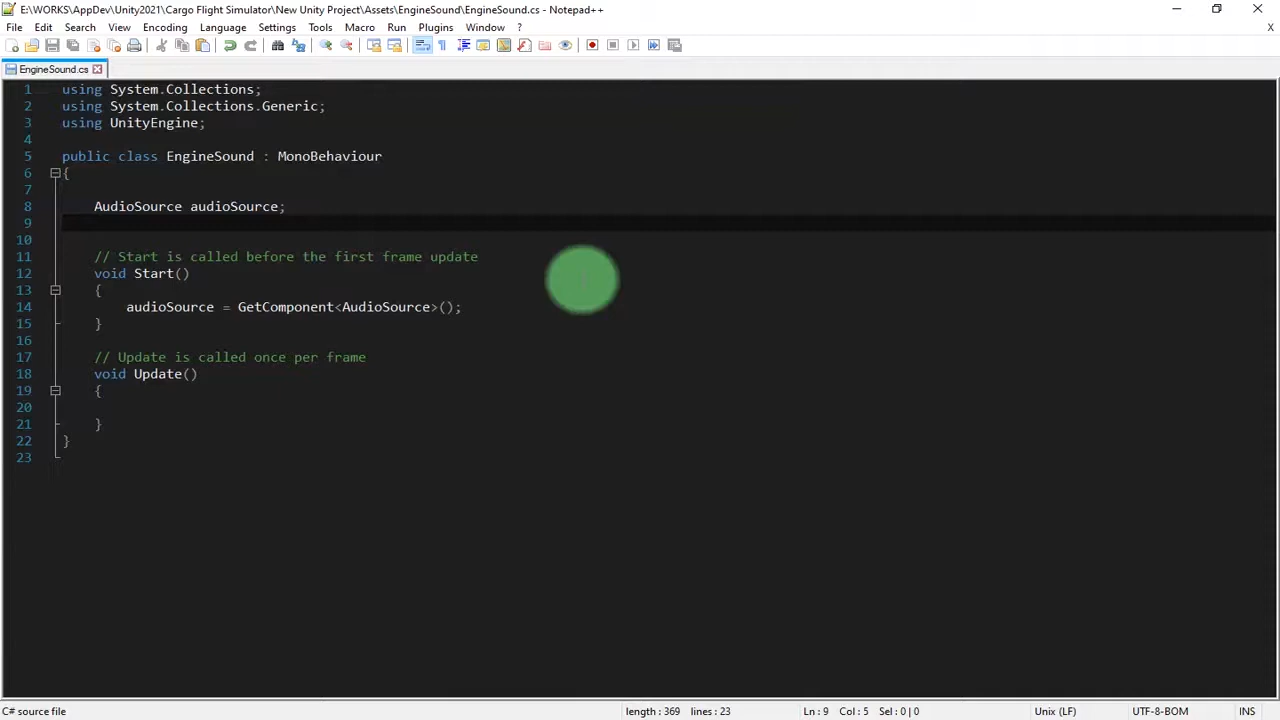 E:\WORKS\AppDev\Unity2021\Cargo Flight Simulator\New Unity Project\Assets\EngineSound\EngineSound.cs - Notepad++
File Edit Search View Encoding Language Settings Tools Macro Run Plugins Window ? X
EngineSound.cs
1 using System.Collections;
2 using System.Collections.Generic;
3 using UnityEngine;
4
5 public class EngineSound : MonoBehaviour
6 {
7
8 AudioSource audioSource;
9
10
11 // Start is called before the first frame update
12 void Start()
13 {
14 audioSource = GetComponent<AudioSource>();
15 }
16
17 // Update is called once per frame
18 void Update()
19 {
20
21 }
22 }
23
C# source file length : 369 lines : 23 Ln : 9 Col : 5 Sel : 0 | 0 Unix (LF) UTF-8-BOM INS